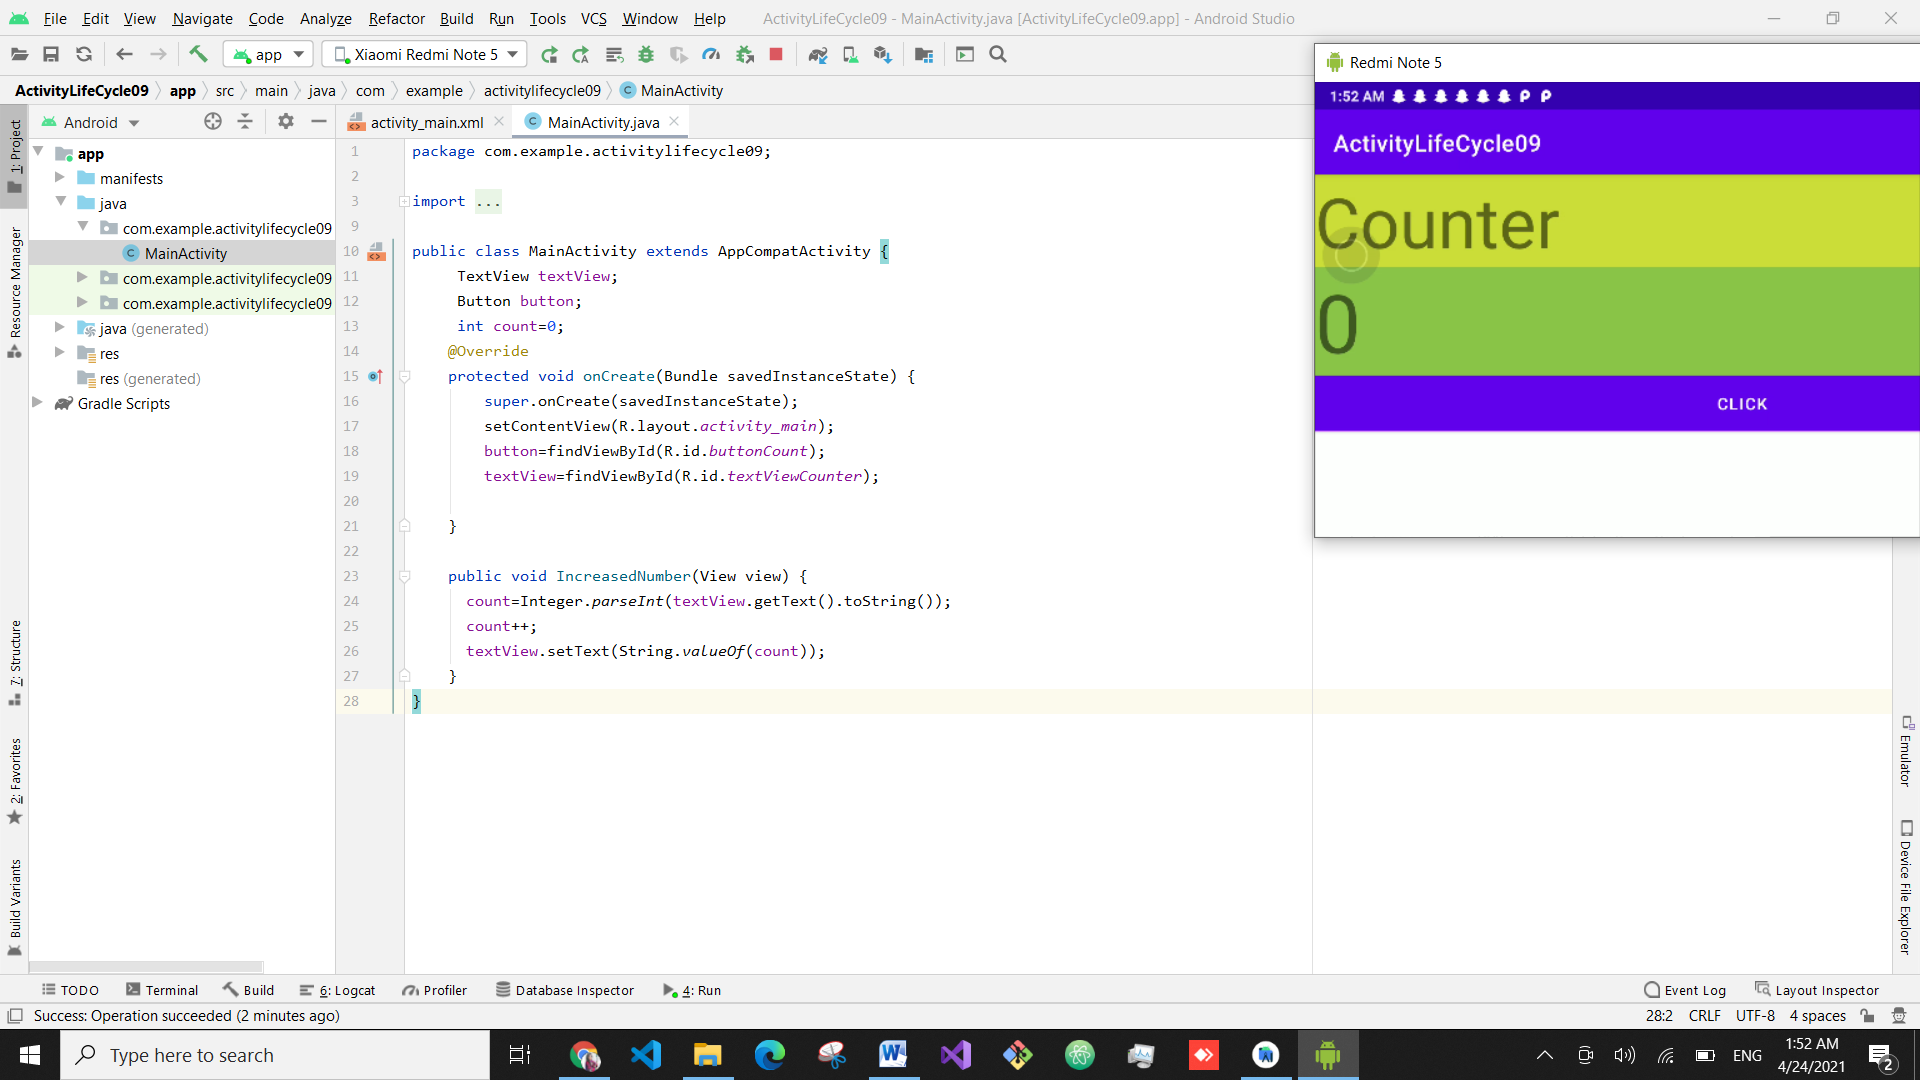 File Edit View Navigate Code Analyze Refactor Build Run Tools VCS Window Help ActivityLifeCycle09 - MainActivity.java [ActivityLifeCycle09.app] - Android Studio
app Xiaomi Redmi Note 5
ActivityLifeCycle09 app src main java com example activitylifecycle09 MainActivity
Android
activity_main.xml MainActivity.java
1: Project
Resource Manager
7: Structure
2: Favorites
Build Variants
app
manifests
java
com.example.activitylifecycle09
MainActivity
com.example.activitylifecycle09
com.example.activitylifecycle09
java (generated)
res
res (generated)
Gradle Scripts
1 package com.example.activitylifecycle09;
2
3 import ...
9
10 public class MainActivity extends AppCompatActivity {
11 TextView textView;
12 Button button;
13 int count=0;
14 @Override
15 protected void onCreate(Bundle savedInstanceState) {
16 super.onCreate(savedInstanceState);
17 setContentView(R.layout.activity_main);
18 button=findViewById(R.id.buttonCount);
19 textView=findViewById(R.id.textViewCounter);
20
21 }
22
23 public void IncreasedNumber(View view) {
24 count=Integer.parseInt(textView.getText().toString());
25 count++;
26 textView.setText(String.valueOf(count));
27 }
28 }
Redmi Note 5
1:52 AM
ActivityLifeCycle09
Counter
0
CLICK
Emulator
Device File Explorer
TODO Terminal Build 6: Logcat Profiler Database Inspector 4: Run Event Log Layout Inspector
Success: Operation succeeded (2 minutes ago) 28:2 CRLF UTF-8 4 spaces
Type here to search
ENG
1:52 AM
4/24/2021
2